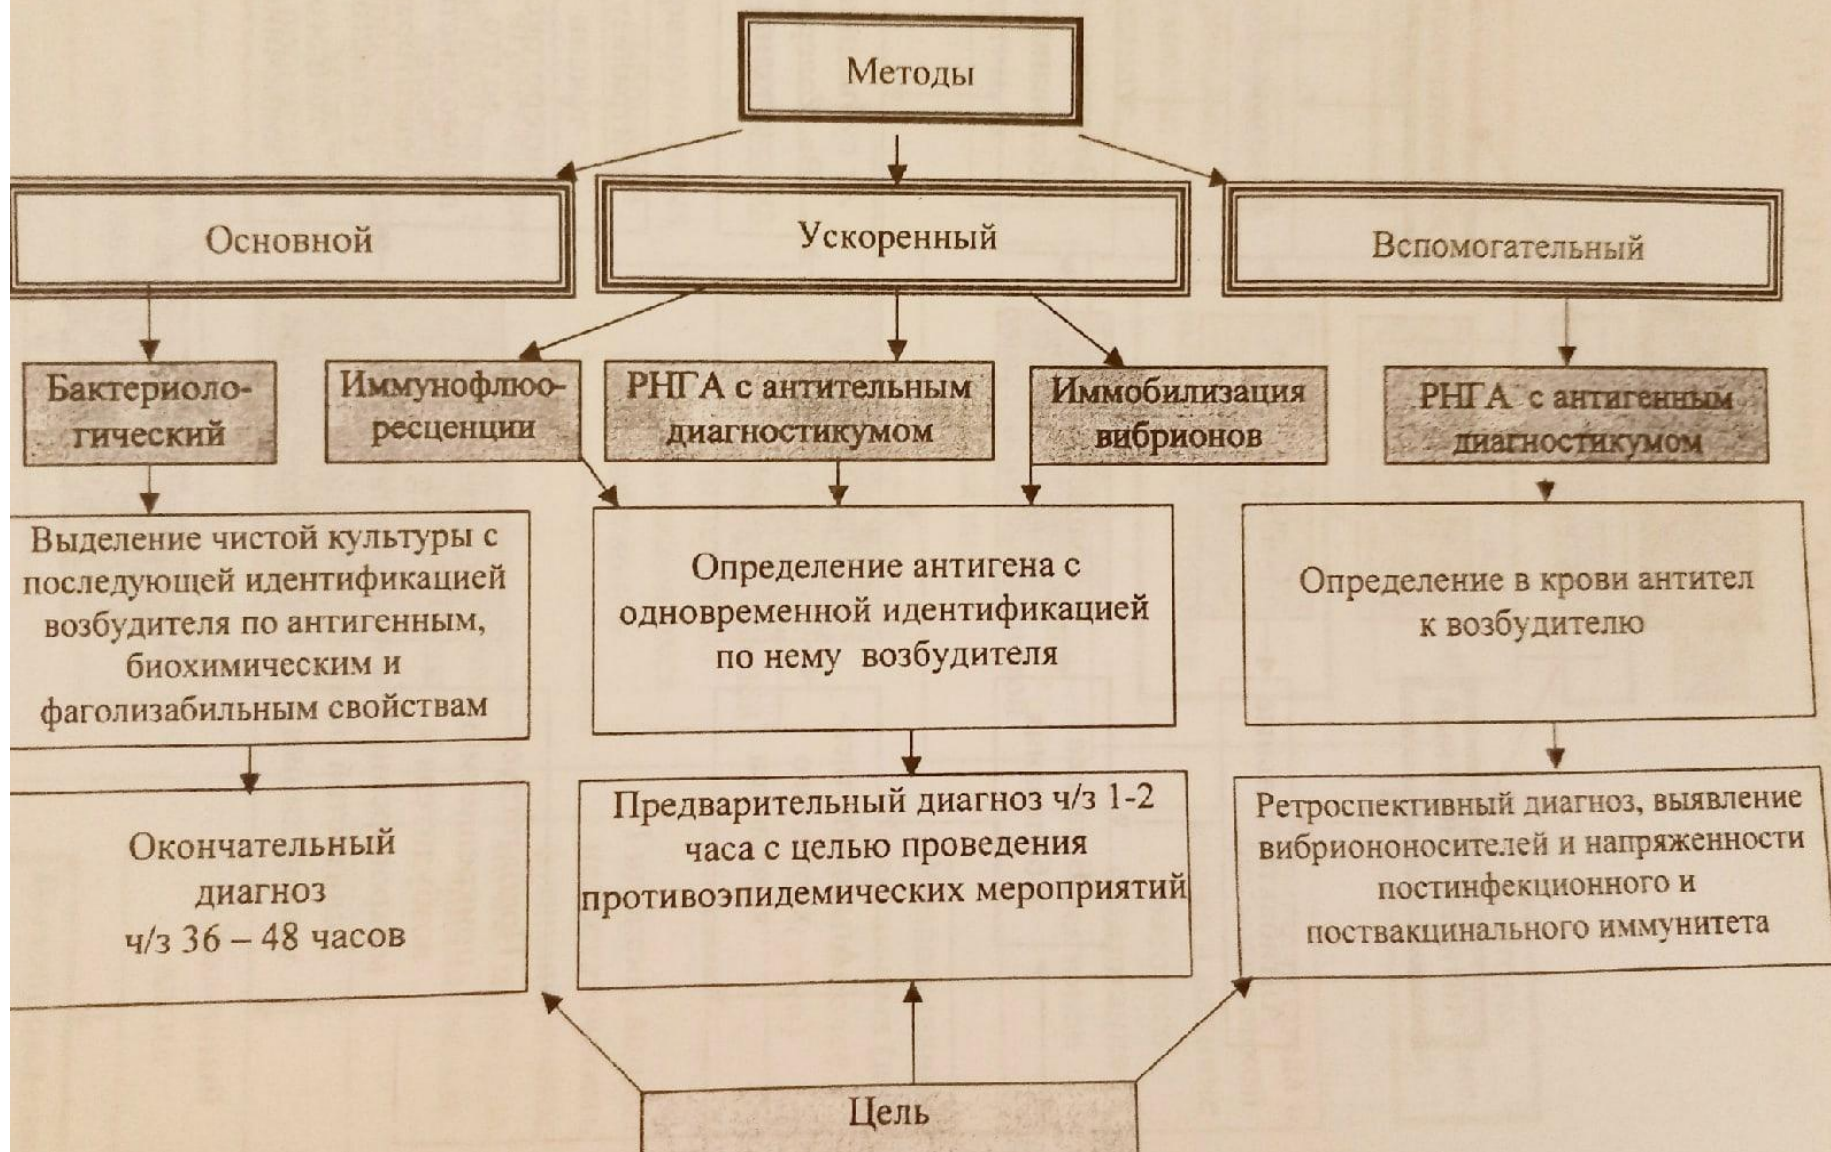 Методы
Основной
Ускоренный
Вспомогательный
Бактериоло-
гический
Иммунофлюо-
ресценции
РНГА с антительным
диагностикумом
Иммобилизация
вибрионов
РНГА с антигенным
диагностикумом
Выделение чистой культуры с
последующей идентификацией
возбудителя по антигенным,
биохимическим и
фаголизабильным свойствам
Определение антигена с
одновременной идентификацией
по нему возбудителя
Определение в крови антител
к возбудителю
Окончательный
диагноз
ч/з 36 – 48 часов
Предварительный диагноз ч/з 1-2
часа с целью проведения
противоэпидемических мероприятий
Ретроспективный диагноз, выявление
вибриононосителей и напряженности
постинфекционного и
поствакцинального иммунитета
Цель